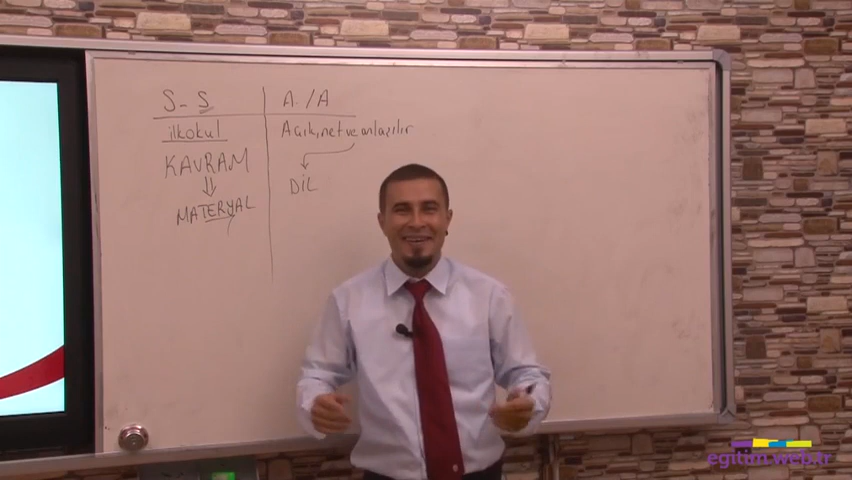 S - S
A. / A
ilkokul
Açık, net ve anlaşılır
KAVRAM
DİL
MATERYAL
egitim.web.tr